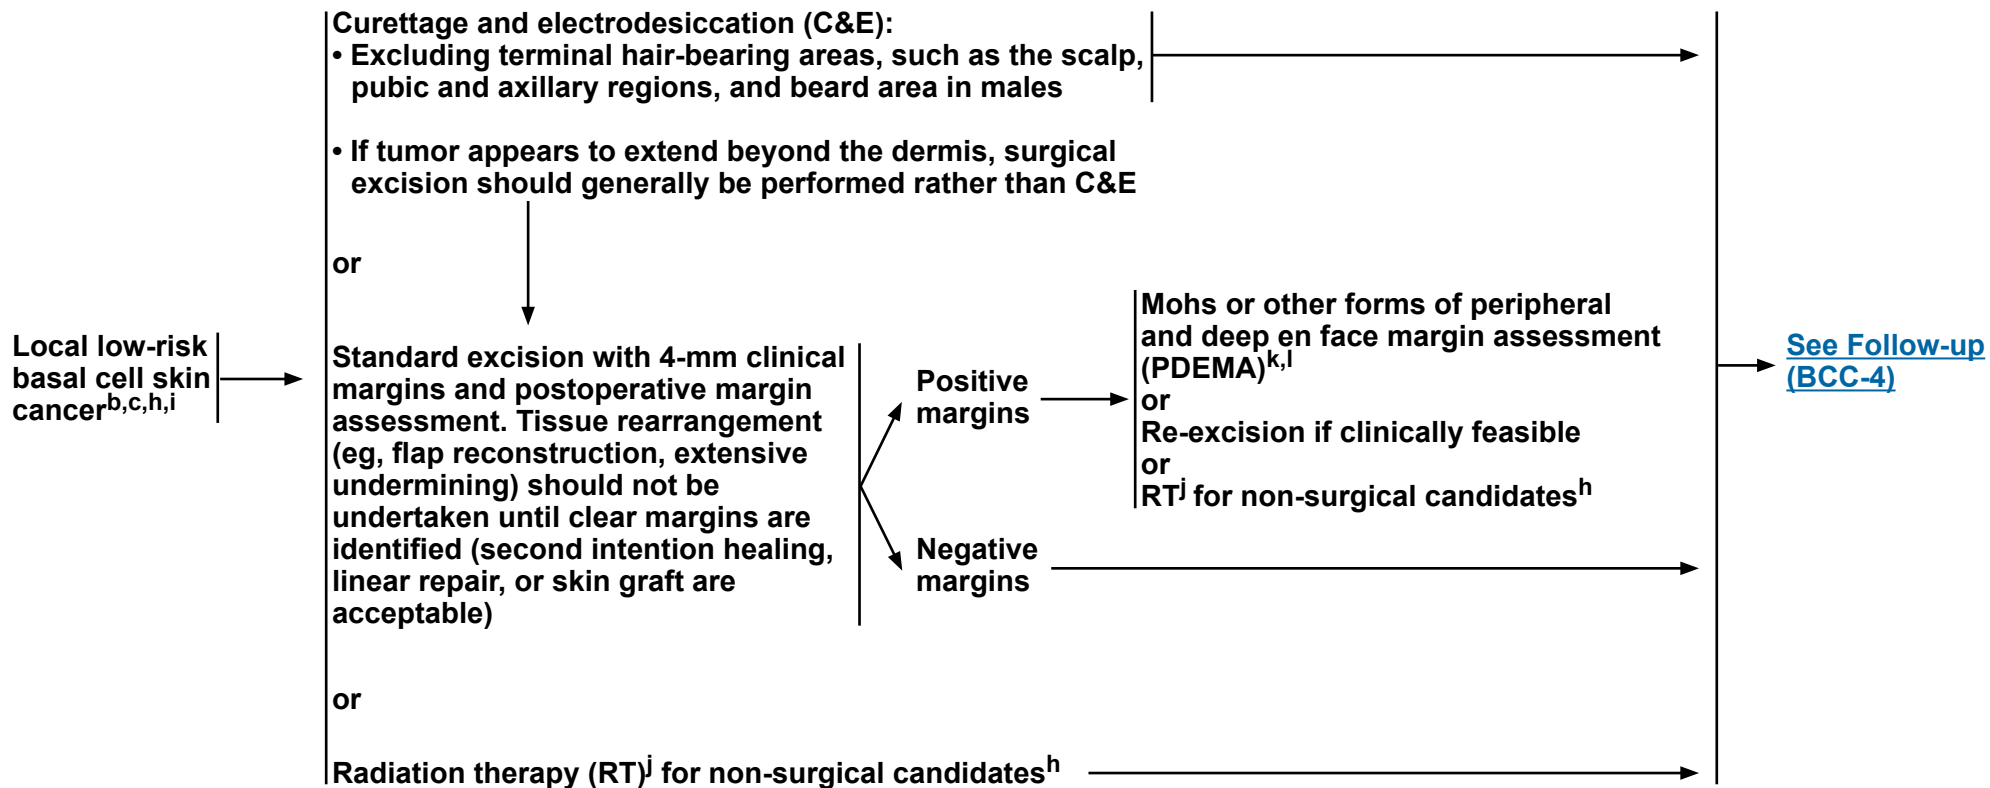 Curettage and electrodesiccation (C&E):
• Excluding terminal hair-bearing areas, such as the scalp,
pubic and axillary regions, and beard area in males
• If tumor appears to extend beyond the dermis, surgical
excision should generally be performed rather than C&E
or
Local low-risk
basal cell skin
cancerb,c,h,i
Standard excision with 4-mm clinical
margins and postoperative margin
assessment. Tissue rearrangement
(eg, flap reconstruction, extensive
undermining) should not be
undertaken until clear margins are
identified (second intention healing,
linear repair, or skin graft are
acceptable)
Positive
margins
Mohs or other forms of peripheral
and deep en face margin assessment
(PDEMA)k,l
or
Re-excision if clinically feasible
or
RTj for non-surgical candidatesh
Negative
margins
or
Radiation therapy (RT)j for non-surgical candidatesh
See Follow-up
(BCC-4)